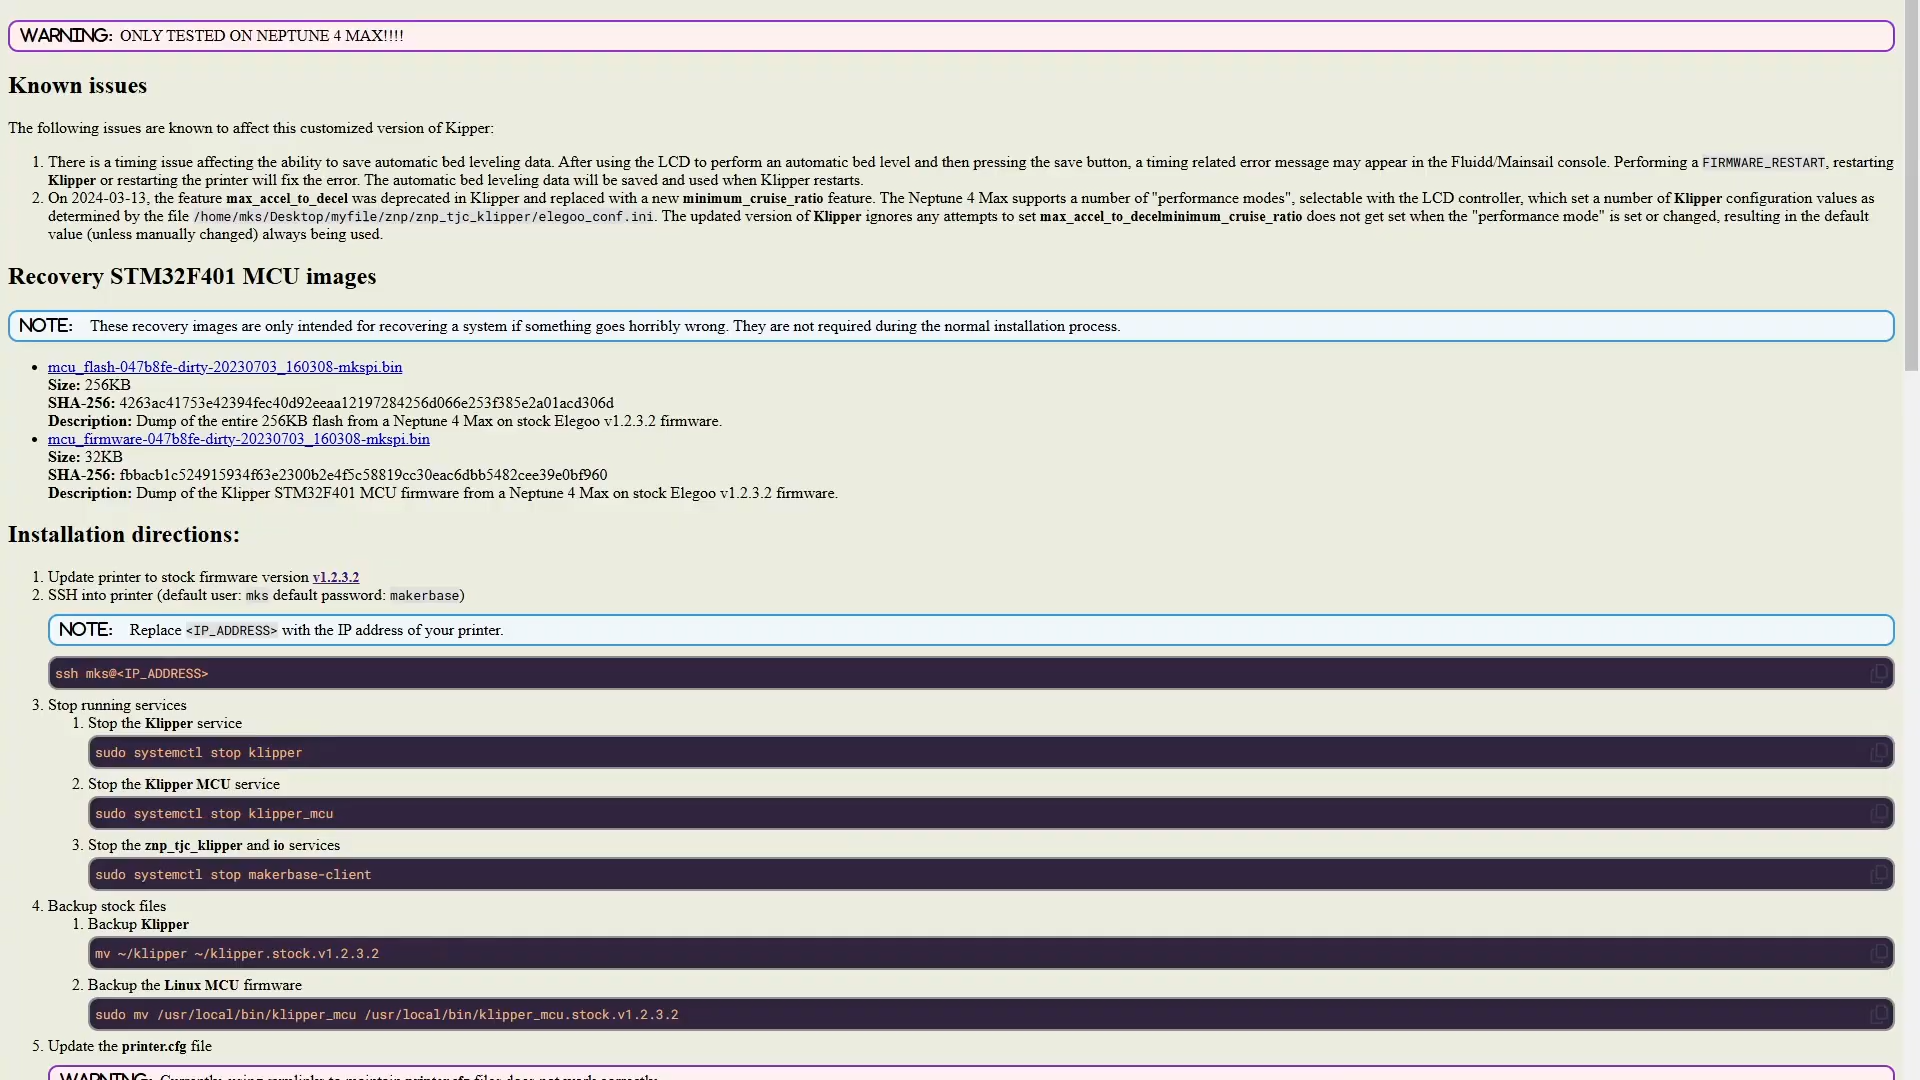 WARNING: ONLY TESTED ON NEPTUNE 4 MAX!!!!
Known issues
The following issues are known to affect this customized version of Kipper:
1. There is a timing issue affecting the ability to save automatic bed leveling data. After using the LCD to perform an automatic bed level and then pressing the save button, a timing related error message may appear in the Fluidd/Mainsail console. Performing a FIRMWARE_RESTART, restarting
Klipper or restarting the printer will fix the error. The automatic bed leveling data will be saved and used when Klipper restarts.
2. On 2024-03-13, the feature max_accel_to_decel was deprecated in Klipper and replaced with a new minimum_cruise_ratio feature. The Neptune 4 Max supports a number of "performance modes", selectable with the LCD controller, which set a number of Klipper configuration values as
determined by the file /home/mks/Desktop/myfile/znp/znp_tjc_klipper/elegoo_conf.ini. The updated version of Klipper ignores any attempts to set max_accel_to_decelminimum_cruise_ratio does not get set when the "performance mode" is set or changed, resulting in the default
value (unless manually changed) always being used.
Recovery STM32F401 MCU images
NOTE: These recovery images are only intended for recovering a system if something goes horribly wrong. They are not required during the normal installation process.
• mcu_flash-047b8fe-dirty-20230703_160308-mkspi.bin
Size: 256KB
SHA-256: 4263ac41753e42394fec40d92eeaa12197284256d066e253f385e2a01acd306d
Description: Dump of the entire 256KB flash from a Neptune 4 Max on stock Elegoo v1.2.3.2 firmware.
• mcu_firmware-047b8fe-dirty-20230703_160308-mkspi.bin
Size: 32KB
SHA-256: fbbacb1c524915934f63e2300b2e4f5c58819cc30eac6dbb5482cee39e0bf960
Description: Dump of the Klipper STM32F401 MCU firmware from a Neptune 4 Max on stock Elegoo v1.2.3.2 firmware.
Installation directions:
1. Update printer to stock firmware version v1.2.3.2
2. SSH into printer (default user: mks default password: makerbase)
NOTE: Replace <IP_ADDRESS> with the IP address of your printer.
ssh mks@<IP_ADDRESS>
3. Stop running services
1. Stop the Klipper service
sudo systemctl stop klipper
2. Stop the Klipper MCU service
sudo systemctl stop klipper_mcu
3. Stop the znp_tjc_klipper and io services
sudo systemctl stop makerbase-client
4. Backup stock files
1. Backup Klipper
mv ~/klipper ~/klipper.stock.v1.2.3.2
2. Backup the Linux MCU firmware
sudo mv /usr/local/bin/klipper_mcu /usr/local/bin/klipper_mcu.stock.v1.2.3.2
5. Update the printer.cfg file
WARNING: Currently, using symlinks to maintain printer.cfg files does not work correctly.